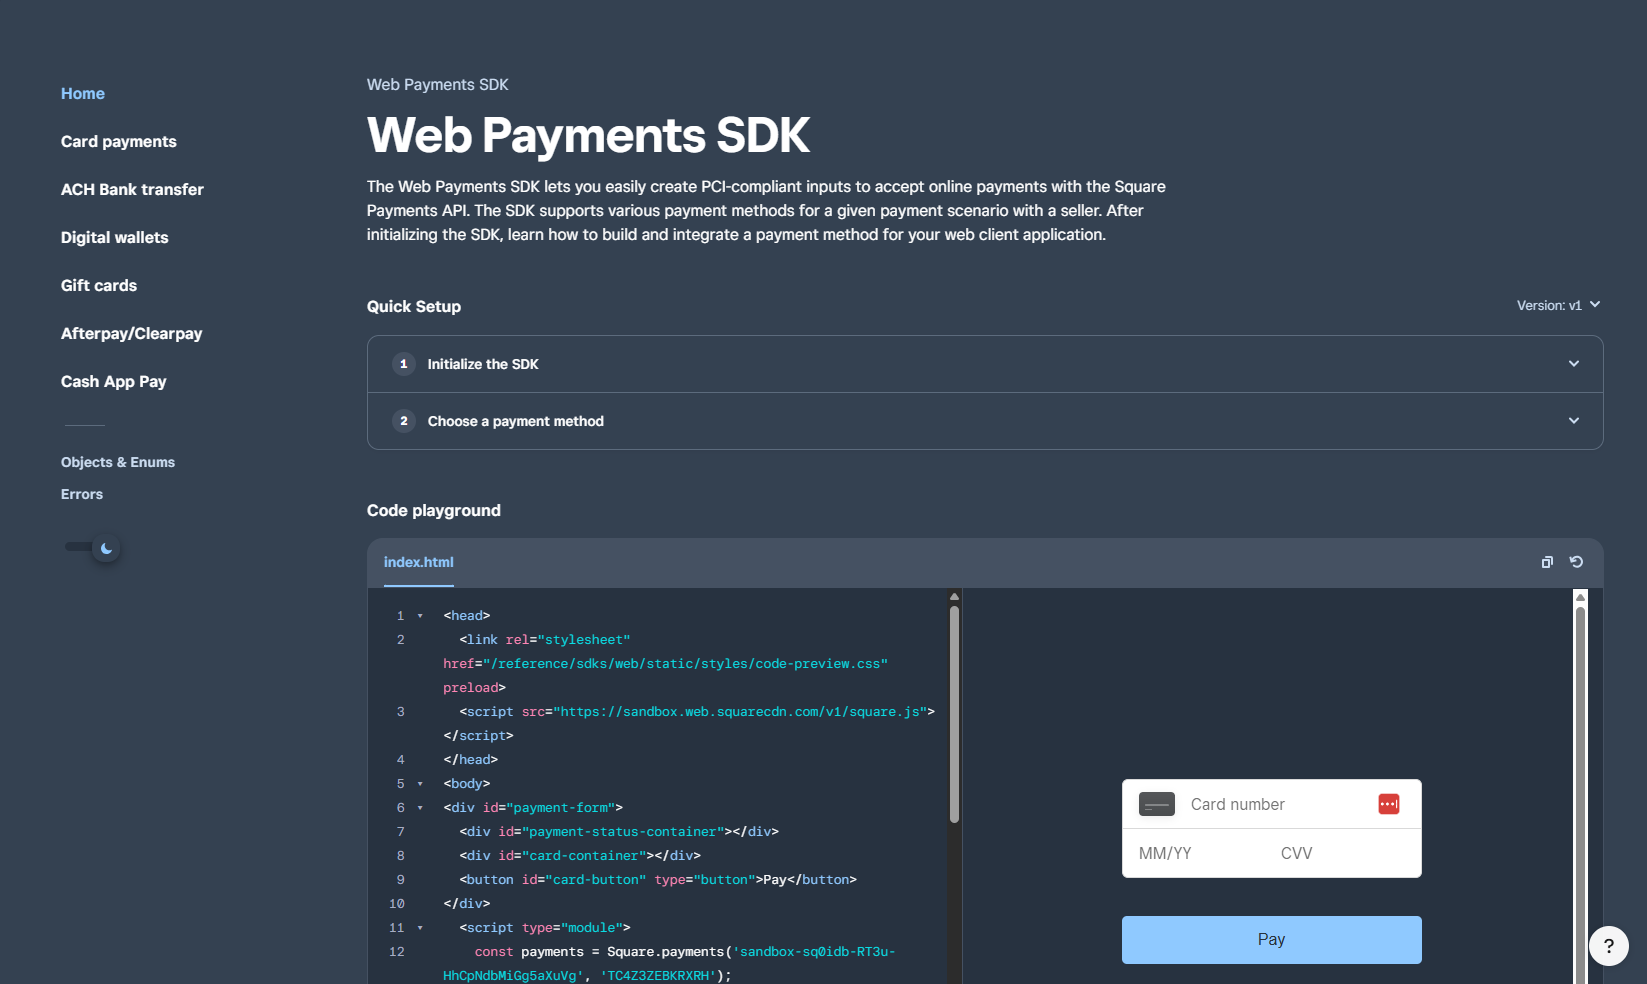 Home
Card payments
ACH Bank transfer
Digital wallets
Gift cards
Afterpay/Clearpay
Cash App Pay
Objects & Enums
Errors
Web Payments SDK
Web Payments SDK
The Web Payments SDK lets you easily create PCI-compliant inputs to accept online payments with the Square
Payments API. The SDK supports various payment methods for a given payment scenario with a seller. After
initializing the SDK, learn how to build and integrate a payment method for your web client application.
Quick Setup
Version: v1
1 Initialize the SDK
2 Choose a payment method
Code playground
index.html
1 <head>
2 <link rel="stylesheet"
href="/reference/sdks/web/static/styles/code-preview.css"
preload>
3 <script src="https://sandbox.web.squarecdn.com/v1/square.js">
</script>
4 </head>
5 <body>
6 <div id="payment-form">
7 <div id="payment-status-container"></div>
8 <div id="card-container"></div>
9 <button id="card-button" type="button">Pay</button>
10 </div>
11 <script type="module">
12 const payments = Square.payments('sandbox-sq0idb-RT3u-
HhCpNdbMiGg5aXuVg', 'TC4Z3ZEBKRXRH');
Card number
MM/YY CVV
Pay
?